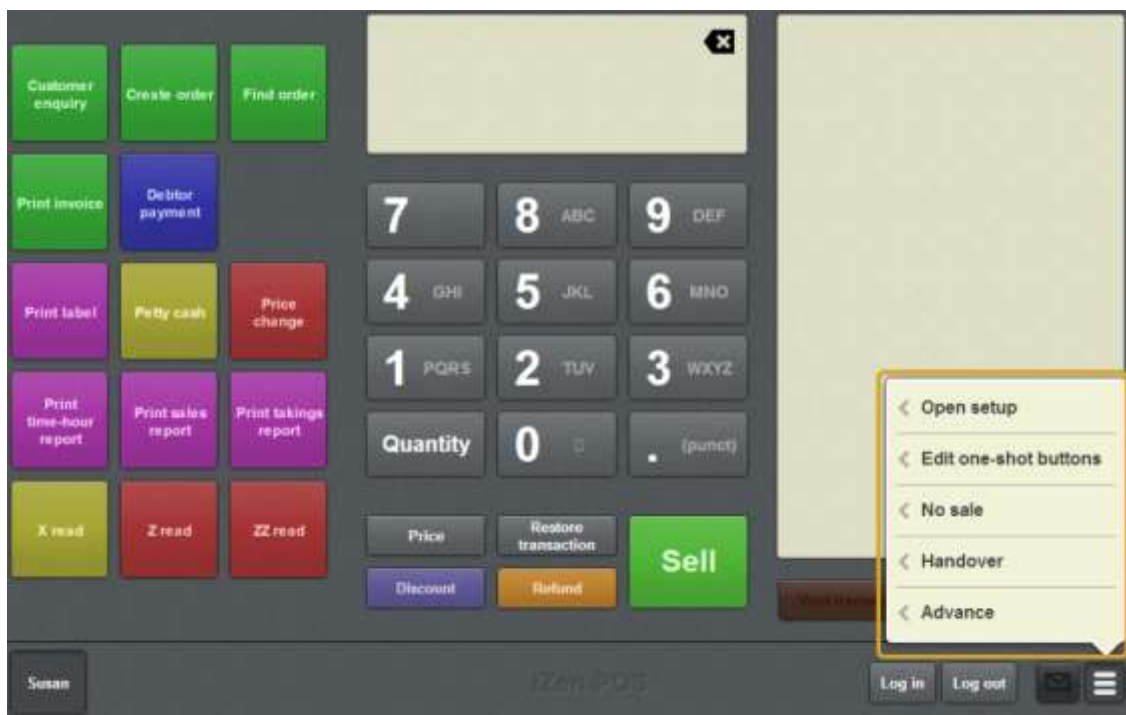 Customer
enquiry
Create order
Find order
Print invoice
Debtor
payment
Print label
Petty cash
Price
change
Print
time-hour
report
Print sales
report
Print takings
report
X read
Z read
ZZ read
7
8 ABC
9 DEF
4 GHI
5 JKL
6 MNO
1 PQRS
2 TUV
3 WXYZ
Quantity
0
. (punct)
Price
Restore
transaction
Discount
Refund
Sell
Open setup
Edit one-shot buttons
No sale
Handover
Advance
Susan
Log in
Log out